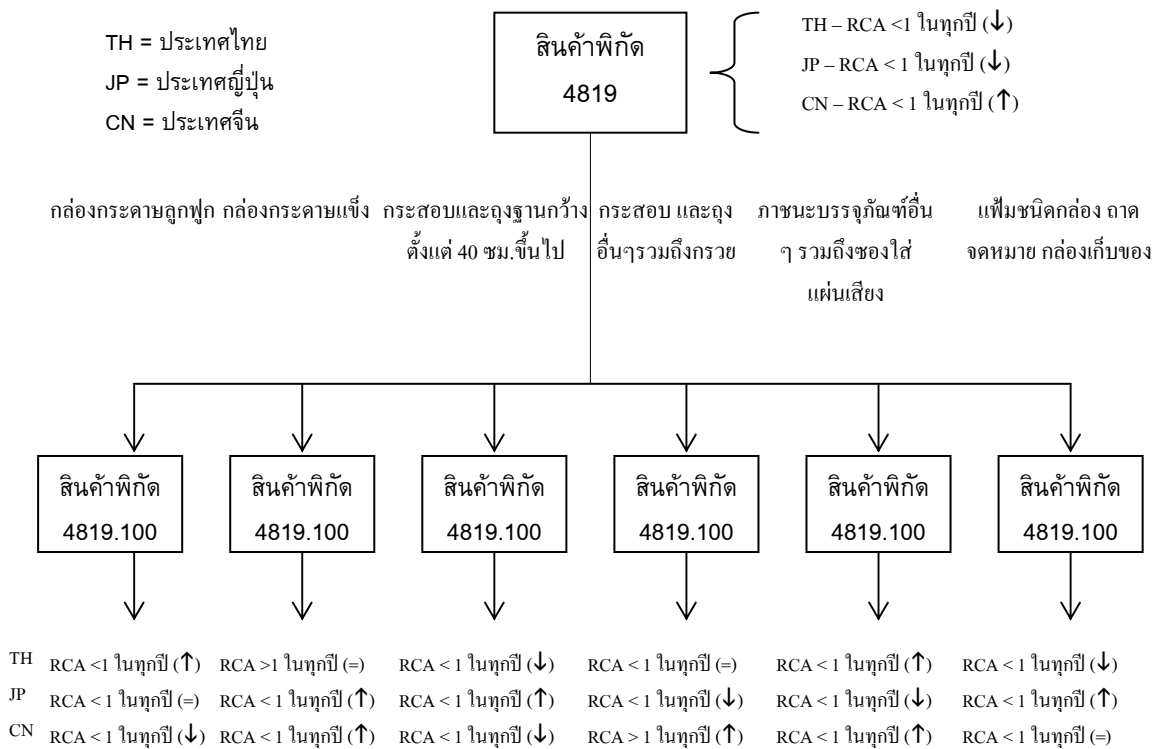 TH = ประเทศไทย
JP = ประเทศญี่ปุ่น
CN = ประเทศจีน
สินค้าพิกัด
4819
TH – RCA <1 ในทุกปี (↓)
JP – RCA < 1 ในทุกปี (↓)
CN – RCA < 1 ในทุกปี (↑)
กล่องกระดาษลูกฟูก กล่องกระดาษแข็ง กระสอบและถุงฐานกว้าง กระสอบ และถุง ภาชนะบรรจุภัณฑ์อื่น แฟ้มชนิดกล่อง ถาด
ตั้งแต่ 40 ซม.ขึ้นไป อื่นๆรวมถึงกรวย ๆ รวมถึงซองใส่ จดหมาย กล่องเก็บของ
แผ่นเสียง
สินค้าพิกัด สินค้าพิกัด สินค้าพิกัด สินค้าพิกัด สินค้าพิกัด สินค้าพิกัด
4819.100 4819.100 4819.100 4819.100 4819.100 4819.100
TH RCA <1 ในทุกปี (↑) RCA >1 ในทุกปี (=) RCA < 1 ในทุกปี (↓) RCA < 1 ในทุกปี (=) RCA < 1 ในทุกปี (↑) RCA < 1 ในทุกปี (↓)
JP RCA < 1 ในทุกปี (=) RCA < 1 ในทุกปี (↑) RCA < 1 ในทุกปี (↑) RCA < 1 ในทุกปี (↓) RCA < 1 ในทุกปี (↓) RCA < 1 ในทุกปี (↑)
CN RCA < 1 ในทุกปี (↓) RCA < 1 ในทุกปี (↑) RCA < 1 ในทุกปี (↓) RCA > 1 ในทุกปี (↑) RCA < 1 ในทุกปี (↑) RCA < 1 ในทุกปี (=)